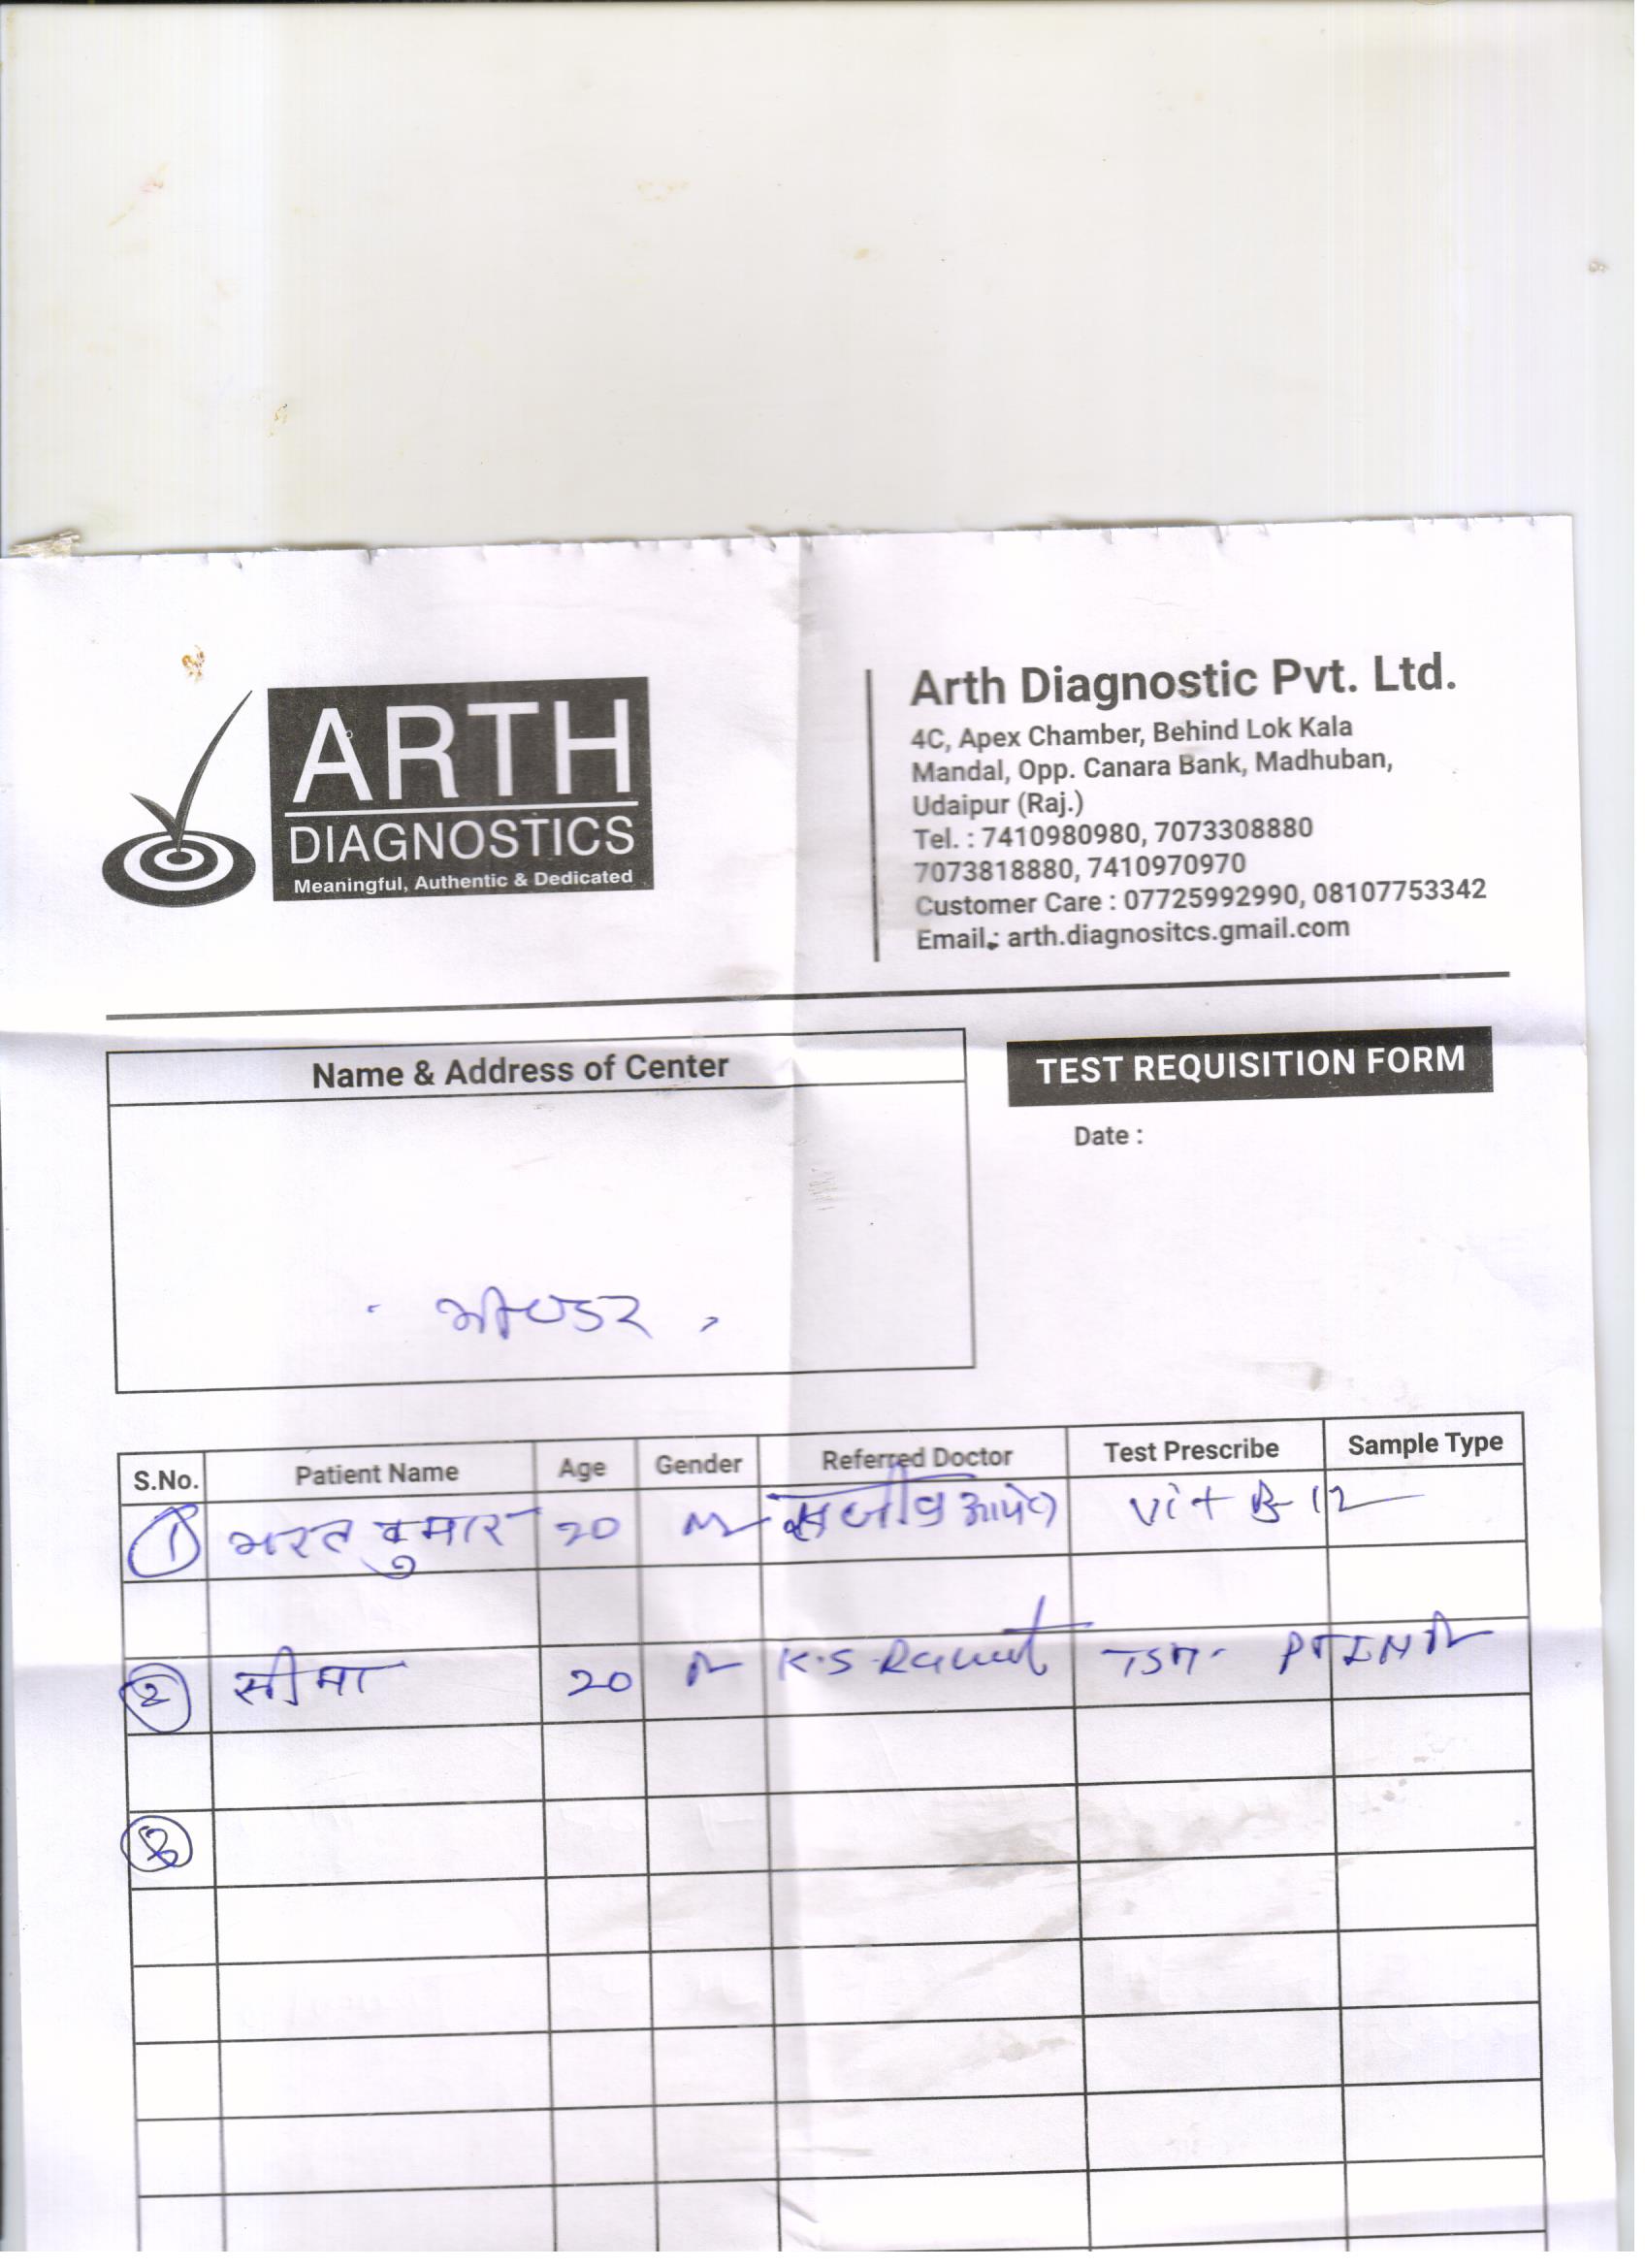 ARTH
DIAGNOSTICS
Meaningful, Authentic & Dedicated
Arth Diagnostic Pvt. Ltd.
4C, Apex Chamber, Behind Lok Kala
Mandal, Opp. Canara Bank, Madhuban,
Udaipur (Raj.)
Tel. : 7410980980, 7073308880
7073818880, 7410970970
Customer Care : 07725992990, 08107753342
Email.: arth.diagnositcs.gmail.com
Name & Address of Center
TEST REQUISITION FORM
Date :
भीण्डर
S.No. Patient Name Age Gender Referred Doctor Test Prescribe Sample Type
1 भरत कुमार 20 M Vit B-12
2 सीमा 20 K.S. TSH
3